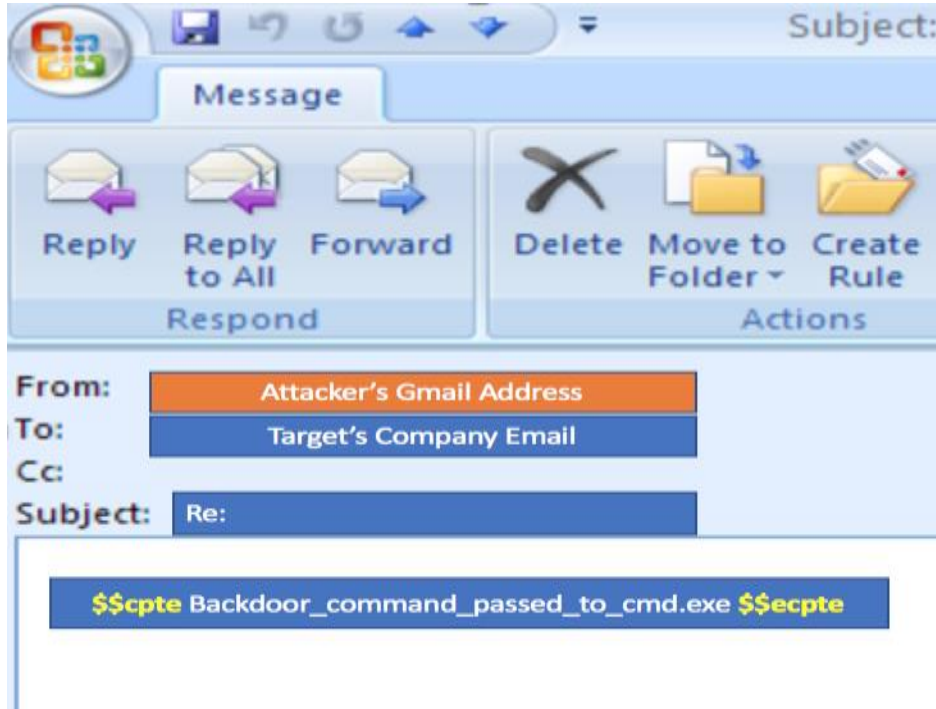 Subject:
Message
Reply Reply to All Forward Delete Move to Folder Create Rule
Respond Actions
From: Attacker's Gmail Address
To: Target's Company Email
Cc:
Subject: Re:
$$cpte Backdoor_command_passed_to_cmd.exe $$ecpte